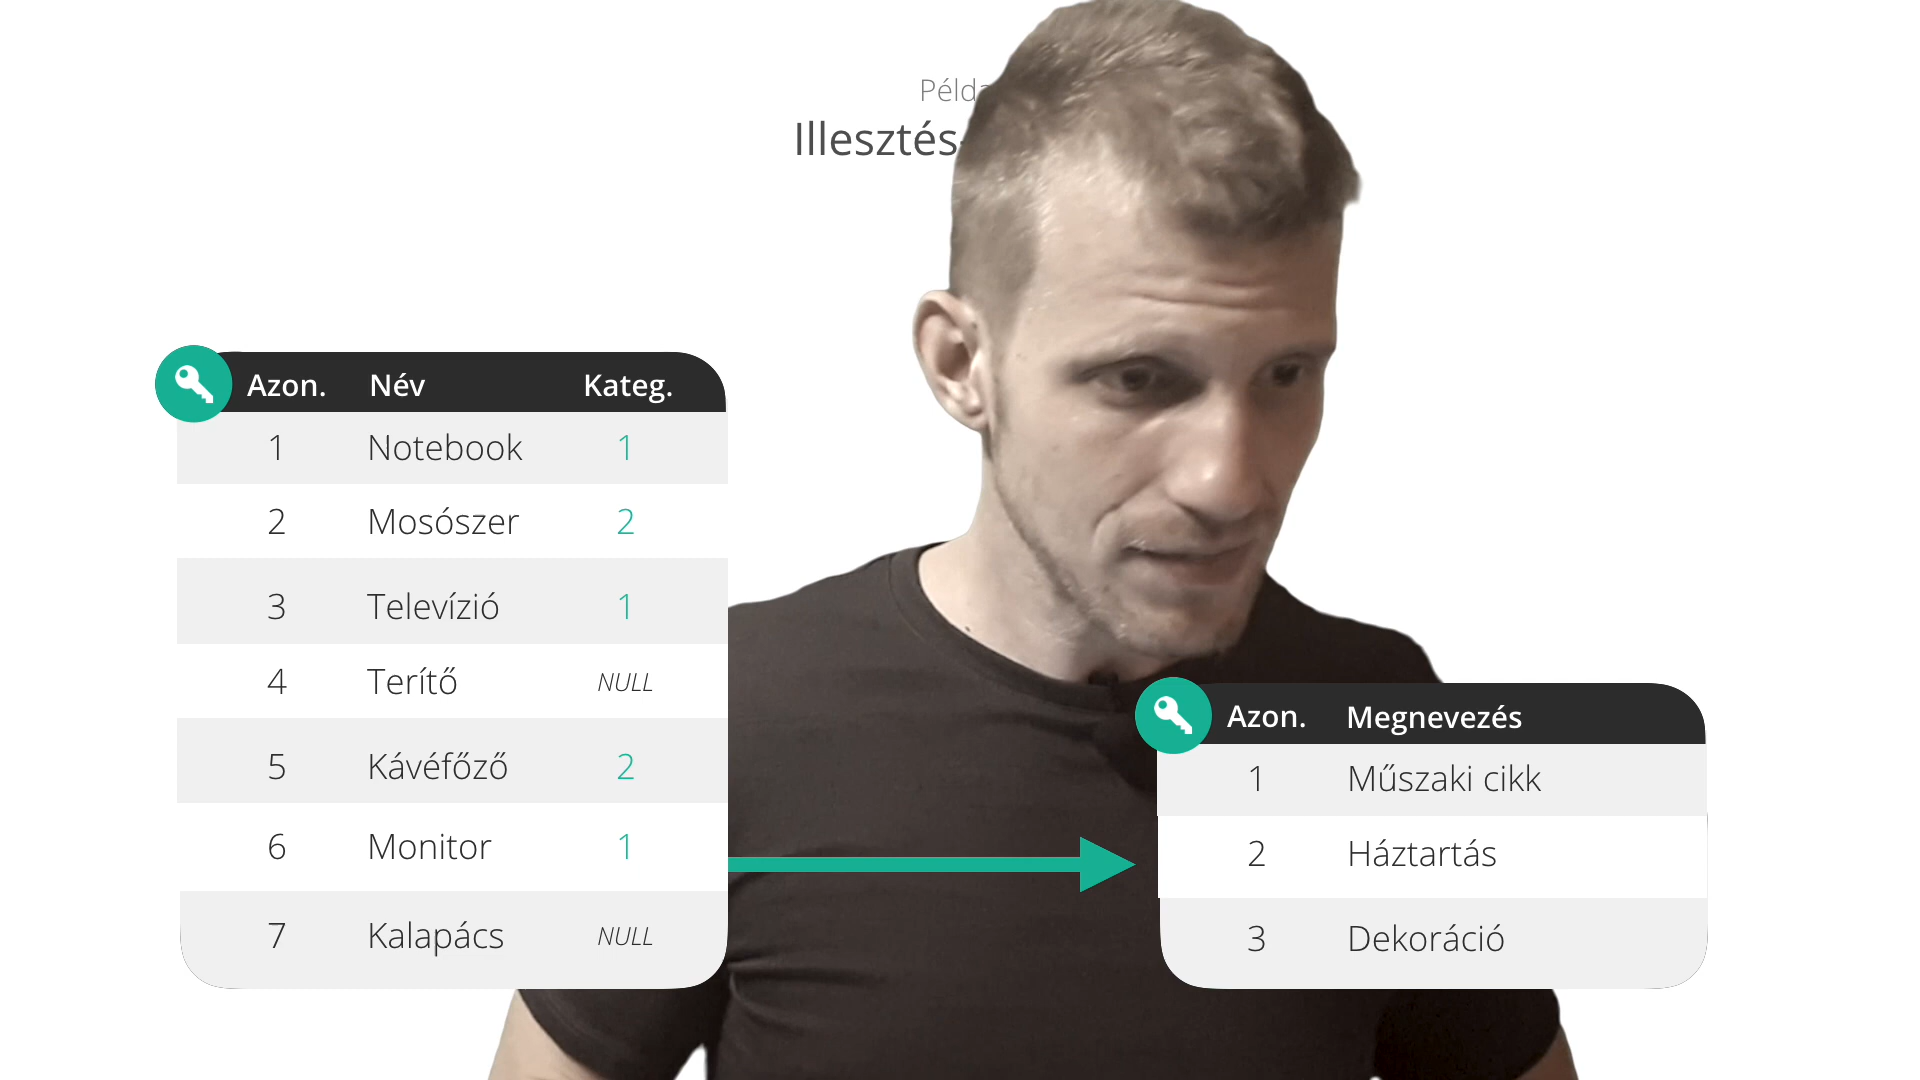 Példa
Illesztés
Azon. Név Kateg.
1 Notebook 1
2 Mosószer 2
3 Televízió 1
4 Terítő NULL
5 Kávéfőző 2
6 Monitor 1
7 Kalapács NULL
Azon. Megnevezés
1 Műszaki cikk
2 Háztartás
3 Dekoráció